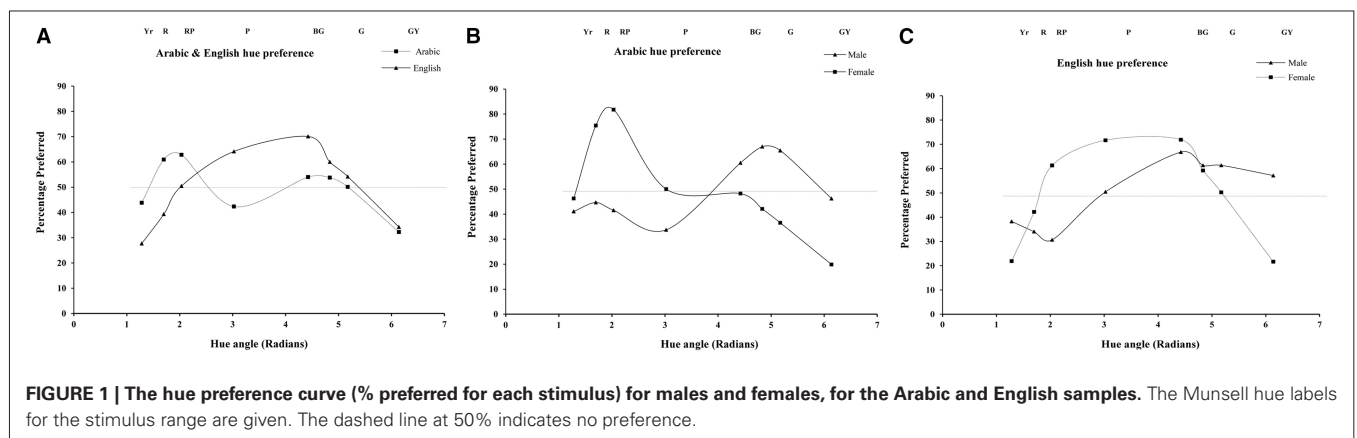 A
Yr R RP P BG G GY
Arabic & English hue preference
Arabic
English
Percentage Preferred
90
80
70
60
50
40
30
20
10
0
0 1 2 3 4 5 6 7
Hue angle (Radians)
B
Yr R RP P BG G GY
Arabic hue preference
Male
Female
Percentage Preferred
90
80
70
60
50
40
30
20
10
0
0 1 2 3 4 5 6 7
Hue angle (Radians)
C
Yr R RP P BG G GY
English hue preference
Male
Female
Percentage Preferred
90
80
70
60
50
40
30
20
10
0
0 1 2 3 4 5 6 7
Hue angle (Radians)
FIGURE 1 | The hue preference curve (% preferred for each stimulus) for males and females, for the Arabic and English samples. The Munsell hue labels
for the stimulus range are given. The dashed line at 50% indicates no preference.